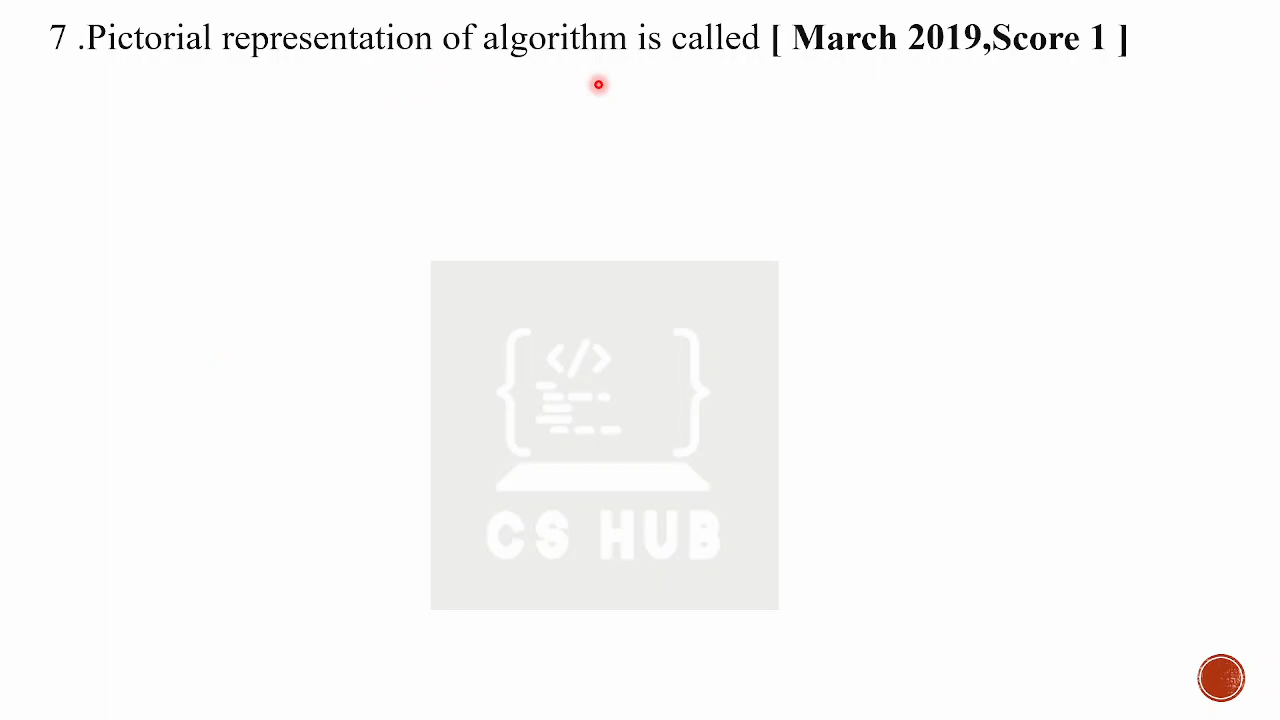 7 .Pictorial representation of algorithm is called [ March 2019,Score 1 ]
</>
CS HUB